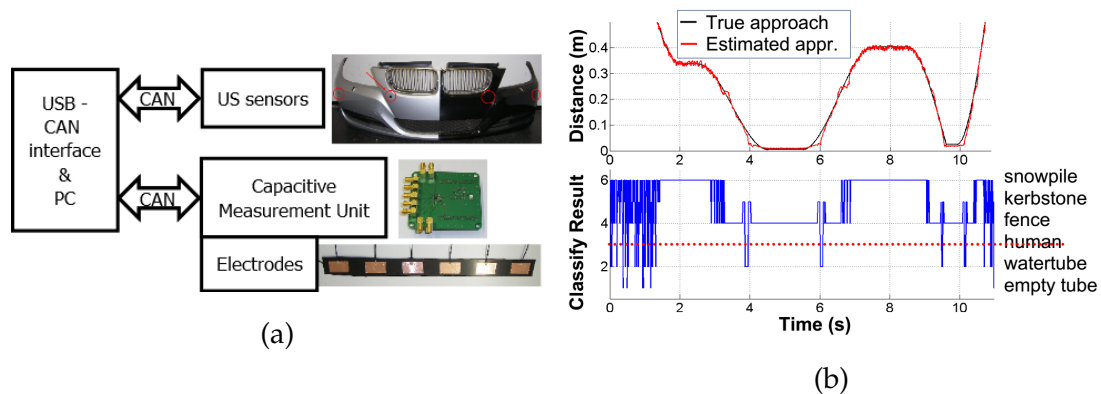 USB -
CAN
interface
&
PC
CAN
US sensors
CAN
Capacitive
Measurement Unit
Electrodes
(a)
True approach
Estimated appr.
Distance (m)
0.4
0.3
0.2
0.1
0
0 2 4 6 8 10
Classify Result
6
4
2
0 2 4 6 8 10
Time (s)
snowpile
kerbstone
fence
human
watertube
empty tube
(b)